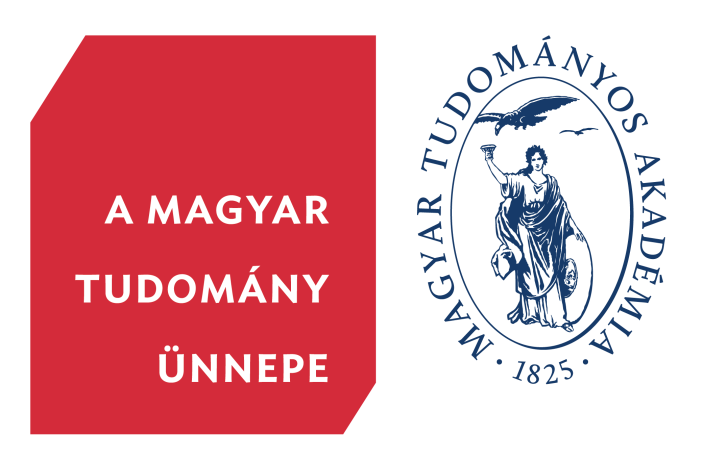 A MAGYAR
TUDOMÁNY
ÜNNEPE
MAGYAR TUDOMÁNYOS AKADÉMIA
· 1825 ·